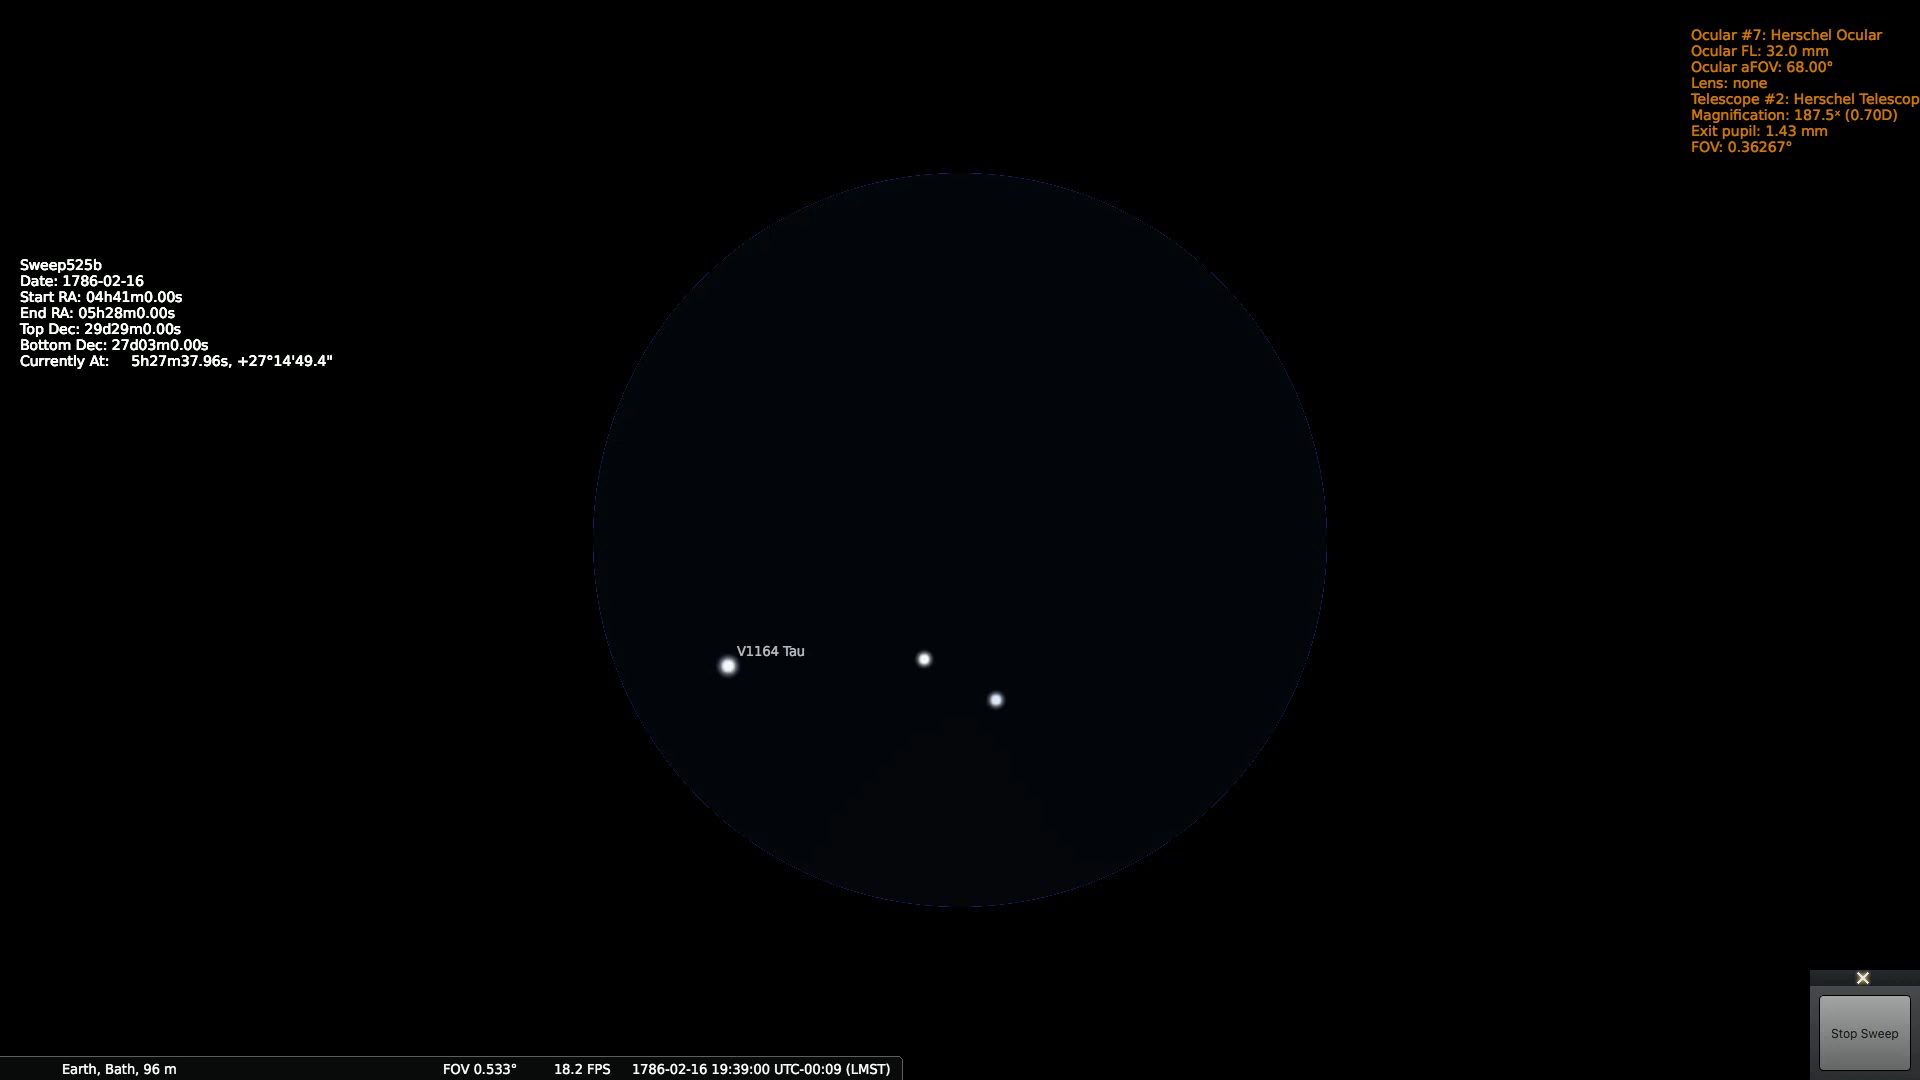 Ocular #7: Herschel Ocular
Ocular FL: 32.0 mm
Ocular aFOV: 68.00°
Lens: none
Telescope #2: Herschel Telescop
Magnification: 187.5ˣ (0.70D)
Exit pupil: 1.43 mm
FOV: 0.36267°
Sweep525b
Date: 1786-02-16
Start RA: 04h41m0.00s
End RA: 05h28m0.00s
Top Dec: 29d29m0.00s
Bottom Dec: 27d03m0.00s
Currently At: 5h27m37.96s, +27°14'49.4"
V1164 Tau
Stop Sweep
Earth, Bath, 96 m FOV 0.533° 18.2 FPS 1786-02-16 19:39:00 UTC-00:09 (LMST)